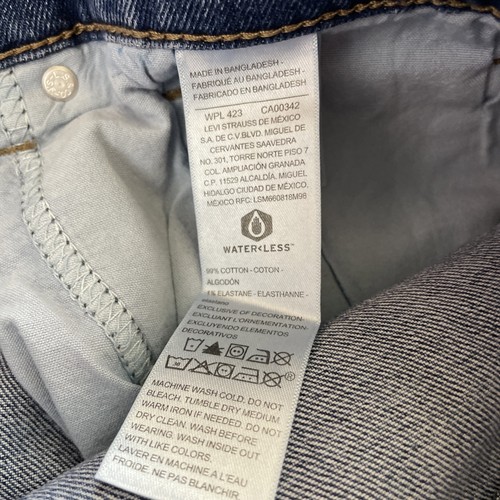 MADE IN BANGLADESH -
FABRIQUÉ AU BANGLADESH -
FABRICADO EN BANGLADESH
WPL 423 CA00342
LEVI STRAUSS DE MÉXICO
S.A. DE C.V. BLVD. MIGUEL DE
CERVANTES SAAVEDRA
NO. 301, TORRE NORTE PISO 7
COL. AMPLIACIÓN GRANADA
C.P. 11529 ALCALDÍA. MIGUEL
HIDALGO CIUDAD DE MÉXICO.
MÉXICO RFC: LSM660816M96
WATER<LESS™
99% COTTON - COTON -
ALGODÓN
1% ELASTANE - ELASTHANNE -
EXCLUSIVE OF DECORATION
EXCLUANT L'ORNEMENTATION-
EXCLUYENDO ELEMENTOS
DECORATIVOS
MACHINE WASH COLD. DO NOT
BLEACH. TUMBLE DRY MEDIUM
WARM IRON IF NEEDED. DO NOT
DRY CLEAN. WASH BEFORE
WEARING. WASH INSIDE OUT
WITH LIKE COLORS.
LAVER EN MACHINE A L'EAU
FROIDE. NE PAS BLANCHIR